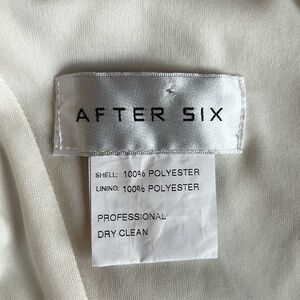 AFTER SIX
SHELL: 100% POLYESTER
LINING: 100% POLYESTER
PROFESSIONAL
DRY CLEAN